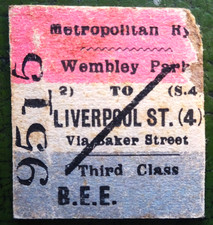 Metropolitan Ry
Wembley Park
2) TO (S.4
LIVERPOOL ST. (4)
Via Baker Street
Third Class
B.E.E.
9515